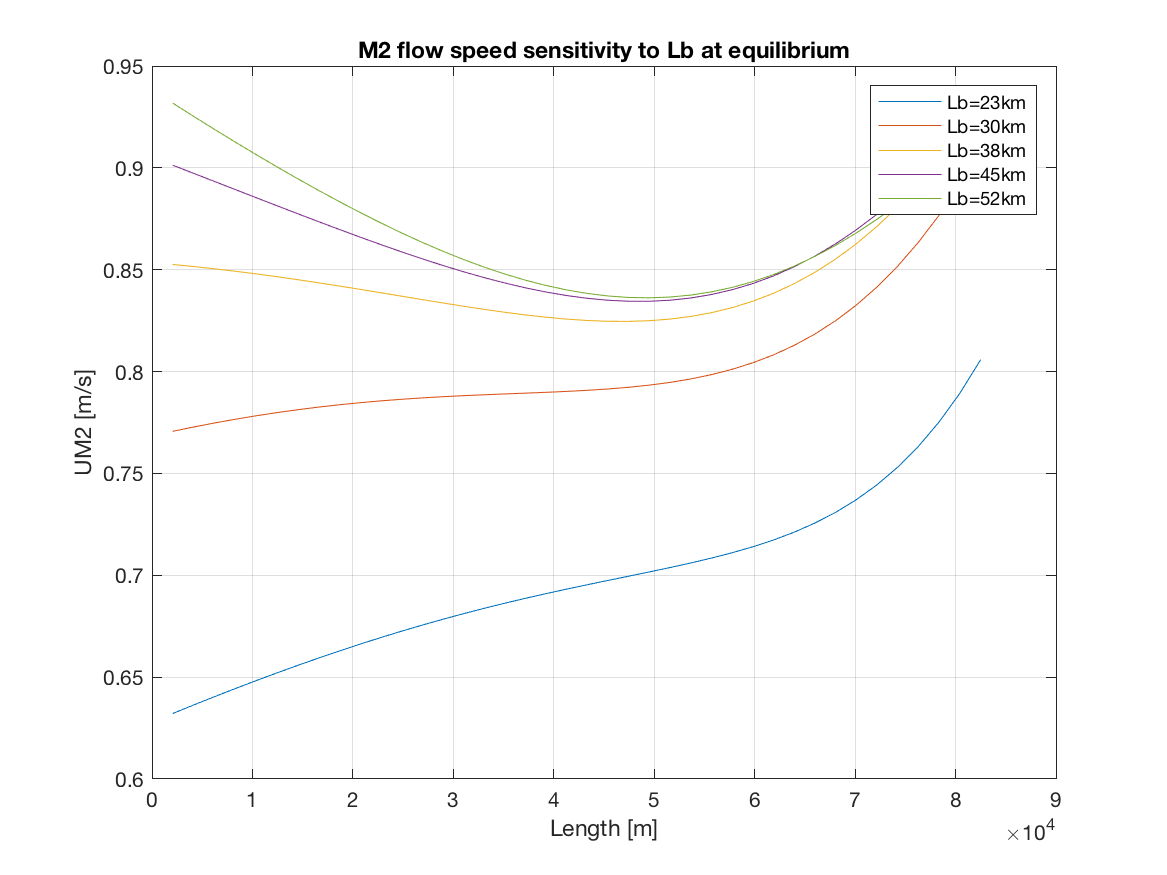 M2 flow speed sensitivity to Lb at equilibrium
0.95
0.9
0.85
0.8
0.75
0.7
0.65
0.6
UM2 [m/s]
Lb=23km
Lb=30km
Lb=38km
Lb=45km
Lb=52km
0 1 2 3 4 5 6 7 8 9
Length [m]
×10⁴